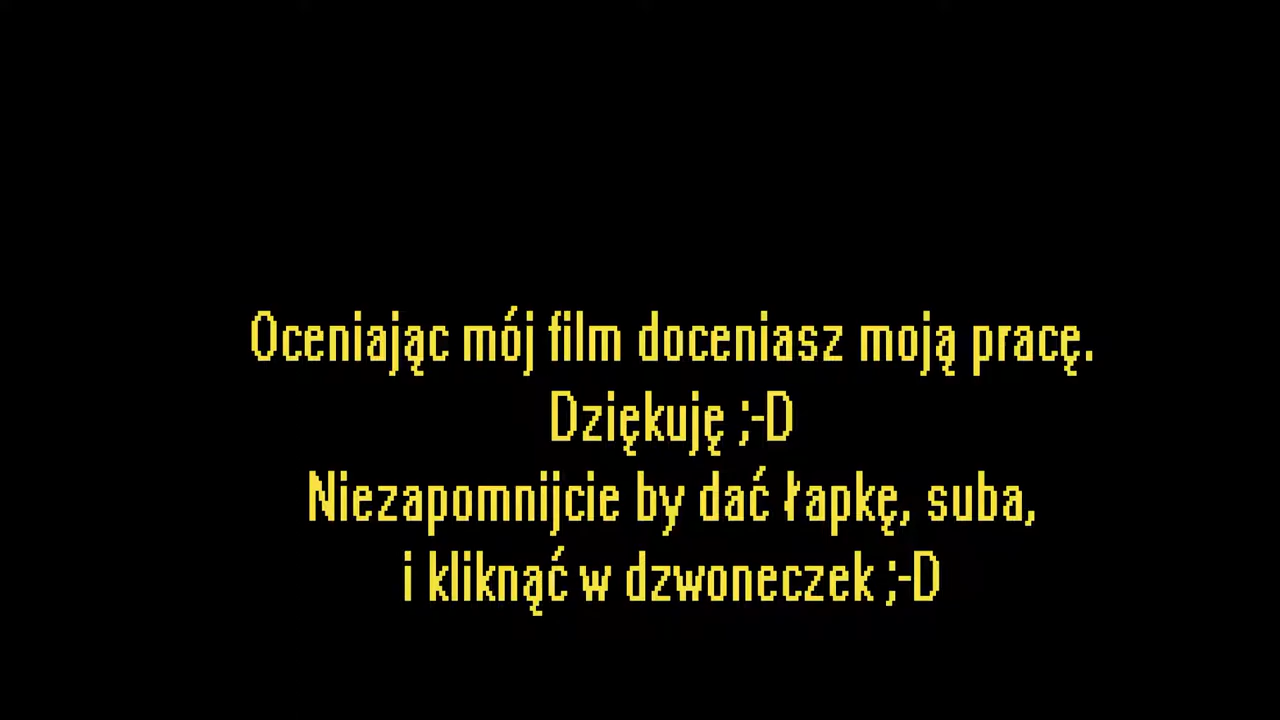 Oceniając mój film doceniasz moją pracę.
Dziękuję ;-D
Niezapomnijcie by dać łapkę, suba,
i kliknąć w dzwoneczek ;-D